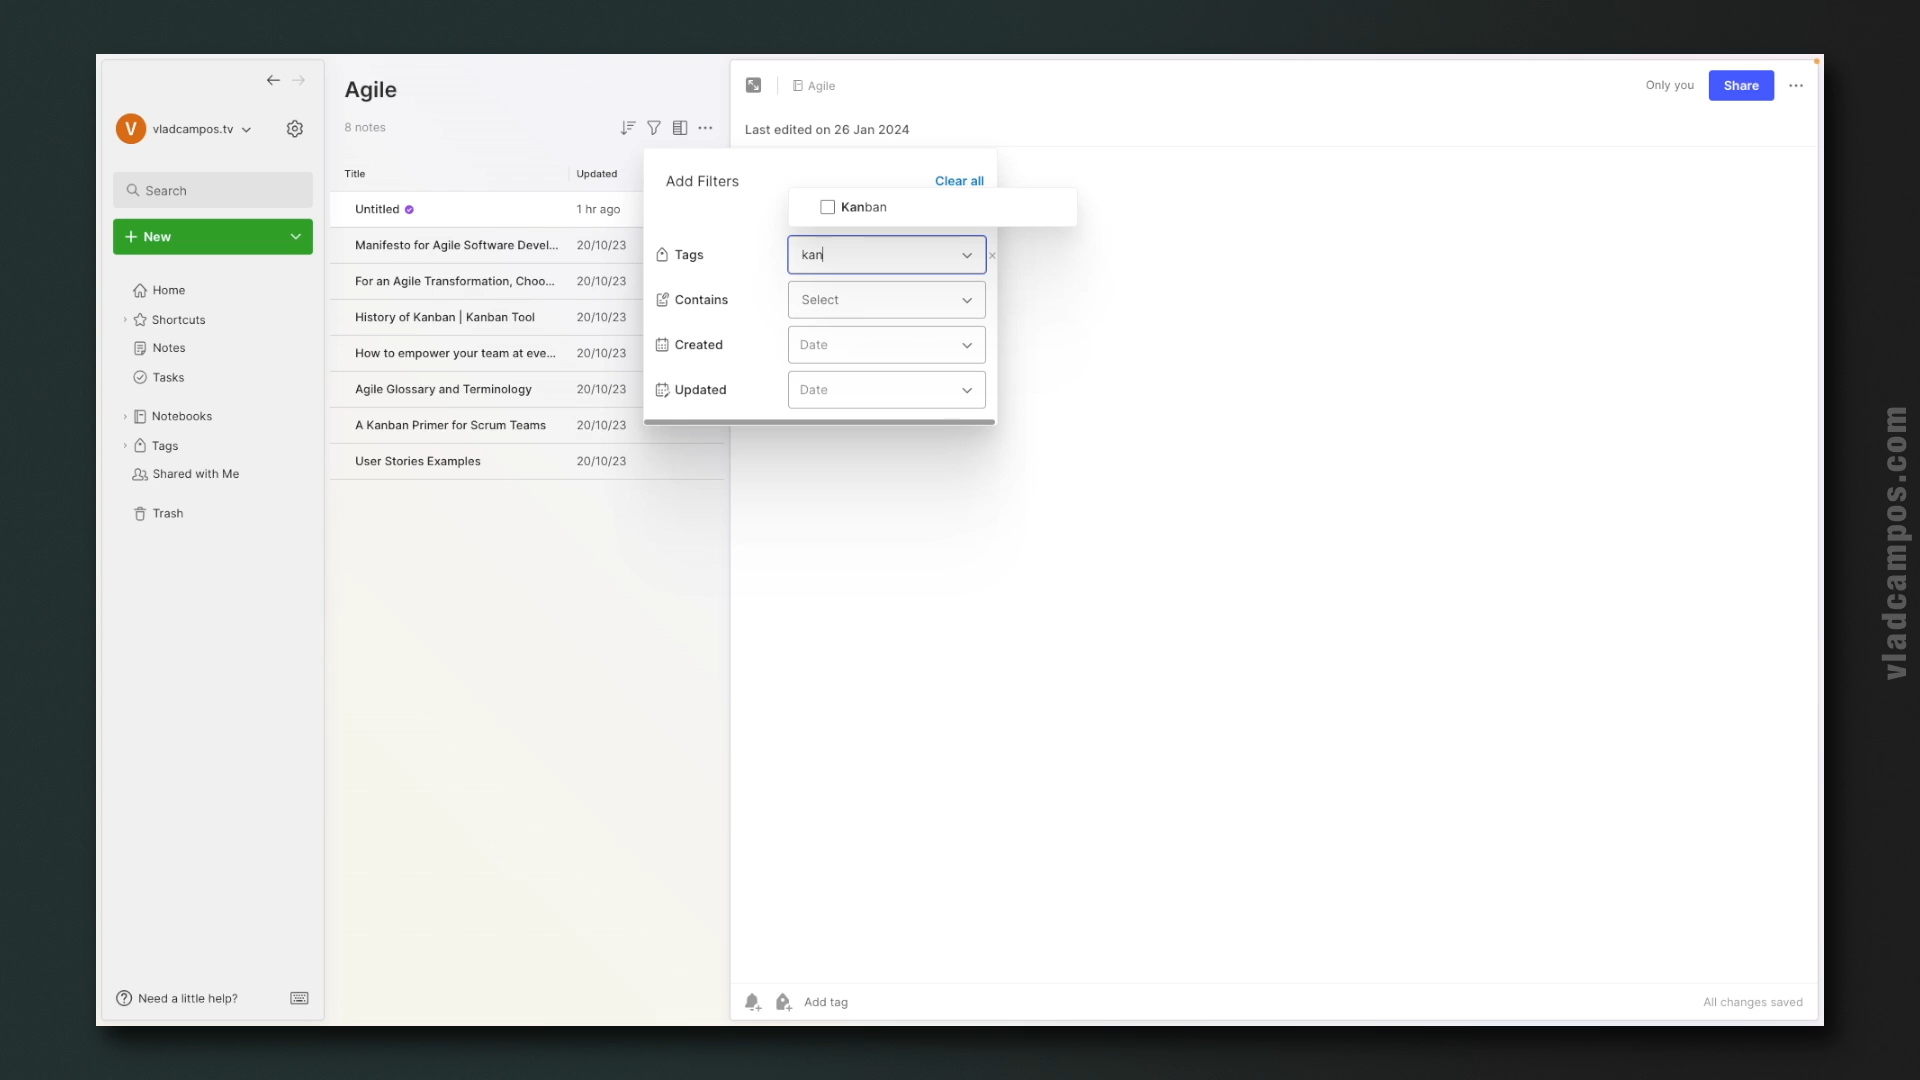 V
vladcampos.tv
Search
New
Home
Shortcuts
Notes
Tasks
Notebooks
Tags
Shared with Me
Trash
Need a little help?
Agile
8 notes
Title Updated
Untitled 1 hr ago
Manifesto for Agile Software Devel... 20/10/23
For an Agile Transformation, Choo... 20/10/23
History of Kanban | Kanban Tool 20/10/23
How to empower your team at eve... 20/10/23
Agile Glossary and Terminology 20/10/23
A Kanban Primer for Scrum Teams 20/10/23
User Stories Examples 20/10/23
Add Filters Clear all
Kanban
Tags kan
Contains Select
Created Date
Updated Date
Agile
Only you Share
Last edited on 26 Jan 2024
Add tag
All changes saved
vladcampos.com